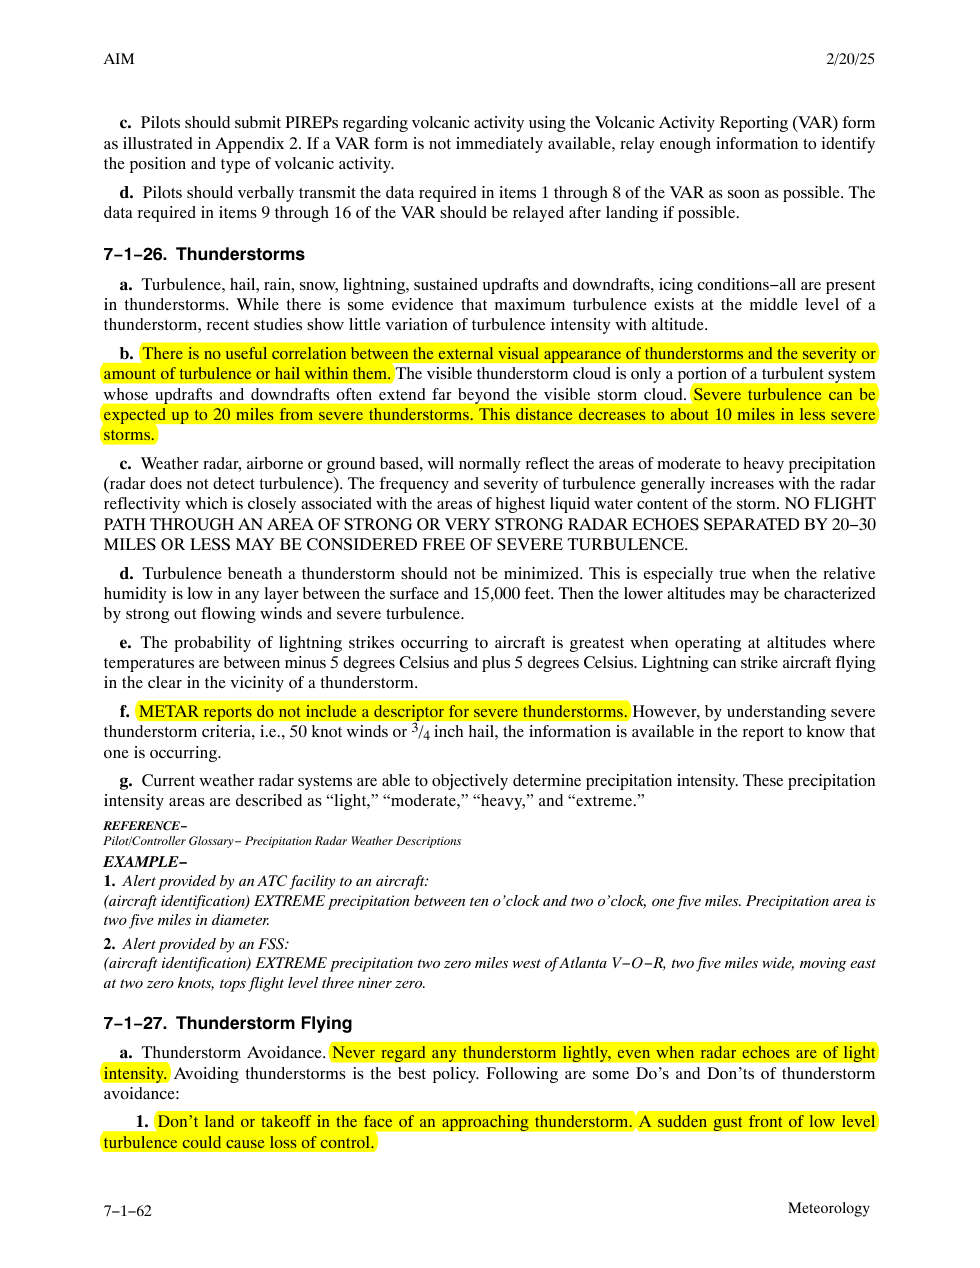 AIM
2/20/25
c. Pilots should submit PIREPs regarding volcanic activity using the Volcanic Activity Reporting (VAR) form
as illustrated in Appendix 2. If a VAR form is not immediately available, relay enough information to identify
the position and type of volcanic activity.
d. Pilots should verbally transmit the data required in items 1 through 8 of the VAR as soon as possible. The
data required in items 9 through 16 of the VAR should be relayed after landing if possible.
7−1−26. Thunderstorms
a. Turbulence, hail, rain, snow, lightning, sustained updrafts and downdrafts, icing conditions−all are present
in thunderstorms. While there is some evidence that maximum turbulence exists at the middle level of a
thunderstorm, recent studies show little variation of turbulence intensity with altitude.
b. There is no useful correlation between the external visual appearance of thunderstorms and the severity or
amount of turbulence or hail within them. The visible thunderstorm cloud is only a portion of a turbulent system
whose updrafts and downdrafts often extend far beyond the visible storm cloud. Severe turbulence can be
expected up to 20 miles from severe thunderstorms. This distance decreases to about 10 miles in less severe
storms.
c. Weather radar, airborne or ground based, will normally reflect the areas of moderate to heavy precipitation
(radar does not detect turbulence). The frequency and severity of turbulence generally increases with the radar
reflectivity which is closely associated with the areas of highest liquid water content of the storm. NO FLIGHT
PATH THROUGH AN AREA OF STRONG OR VERY STRONG RADAR ECHOES SEPARATED BY 20−30
MILES OR LESS MAY BE CONSIDERED FREE OF SEVERE TURBULENCE.
d. Turbulence beneath a thunderstorm should not be minimized. This is especially true when the relative
humidity is low in any layer between the surface and 15,000 feet. Then the lower altitudes may be characterized
by strong out flowing winds and severe turbulence.
e. The probability of lightning strikes occurring to aircraft is greatest when operating at altitudes where
temperatures are between minus 5 degrees Celsius and plus 5 degrees Celsius. Lightning can strike aircraft flying
in the clear in the vicinity of a thunderstorm.
f. METAR reports do not include a descriptor for severe thunderstorms. However, by understanding severe
thunderstorm criteria, i.e., 50 knot winds or 3/4 inch hail, the information is available in the report to know that
one is occurring.
g. Current weather radar systems are able to objectively determine precipitation intensity. These precipitation
intensity areas are described as “light,” “moderate,” “heavy,” and “extreme.”
REFERENCE−
Pilot/Controller Glossary− Precipitation Radar Weather Descriptions
EXAMPLE−
1. Alert provided by an ATC facility to an aircraft:
(aircraft identification) EXTREME precipitation between ten o’clock and two o’clock, one five miles. Precipitation area is
two five miles in diameter.
2. Alert provided by an FSS:
(aircraft identification) EXTREME precipitation two zero miles west of Atlanta V−O−R, two five miles wide, moving east
at two zero knots, tops flight level three niner zero.
7−1−27. Thunderstorm Flying
a. Thunderstorm Avoidance. Never regard any thunderstorm lightly, even when radar echoes are of light
intensity. Avoiding thunderstorms is the best policy. Following are some Do’s and Don’ts of thunderstorm
avoidance:
1. Don’t land or takeoff in the face of an approaching thunderstorm. A sudden gust front of low level
turbulence could cause loss of control.
7−1−62
Meteorology